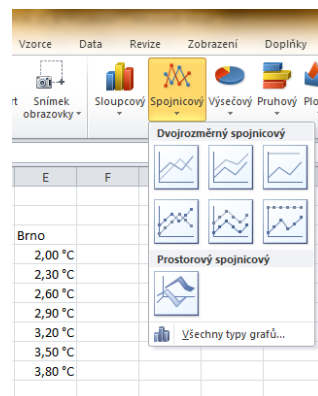 Vzorce Data Revize Zobrazení Doplňky
Snímek obrazovky
Sloupcový Spojnicový Výsečový Pruhový
Dvojrozměrný spojnicový
Prostorový spojnicový
Všechny typy grafů...
E F
Brno
2,00 °C
2,30 °C
2,60 °C
2,90 °C
3,20 °C
3,50 °C
3,80 °C